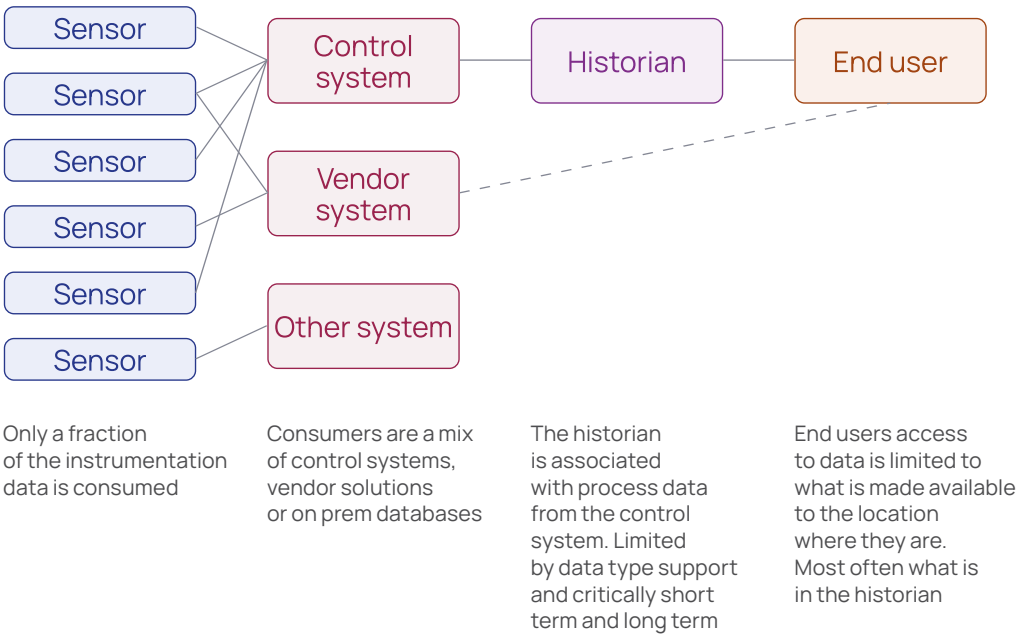 Sensor
Sensor
Sensor
Sensor
Sensor
Sensor
Control
system
Vendor
system
Other system
Historian
End user
Only a fraction
of the instrumentation
data is consumed
Consumers are a mix
of control systems,
vendor solutions
or on prem databases
The historian
is associated
with process data
from the control
system. Limited
by data type support
and critically short
term and long term
End users access
to data is limited to
what is made available
to the location
where they are.
Most often what is
in the historian